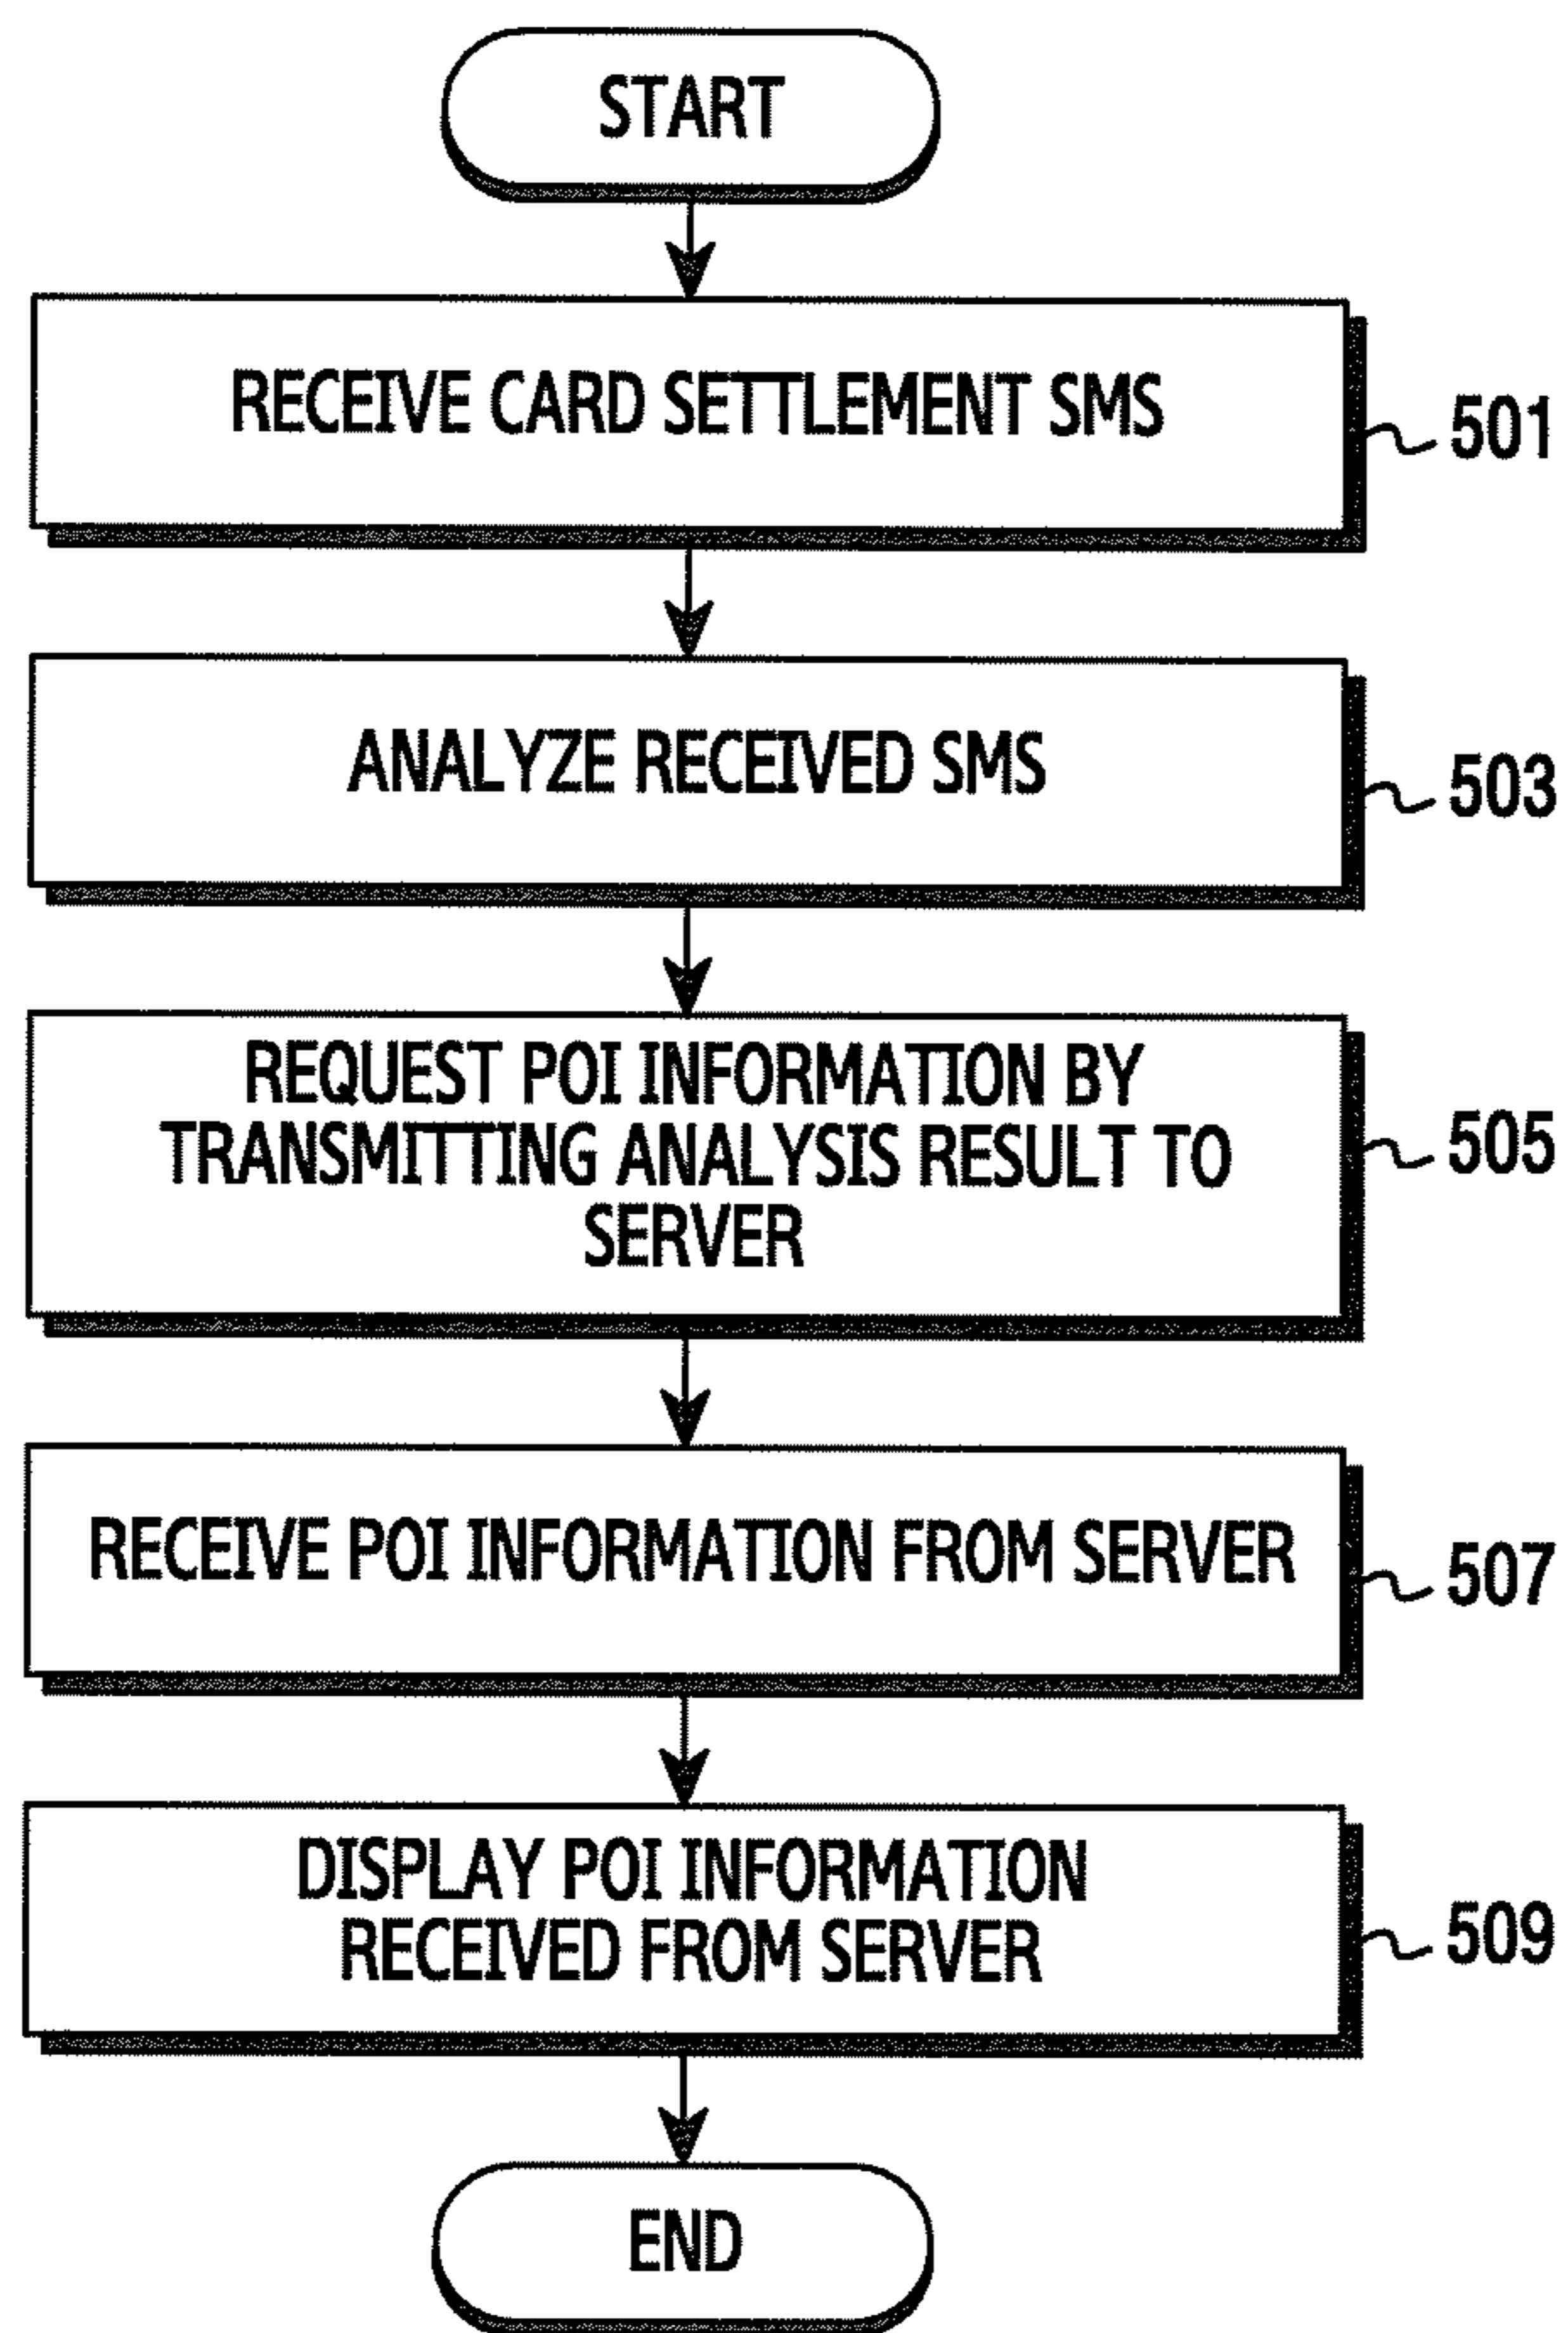 START
RECEIVE CARD SETTLEMENT SMS
501
ANALYZE RECEIVED SMS
503
REQUEST POI INFORMATION BY
TRANSMITTING ANALYSIS RESULT TO
SERVER
505
RECEIVE POI INFORMATION FROM SERVER
507
DISPLAY POI INFORMATION
RECEIVED FROM SERVER
509
END